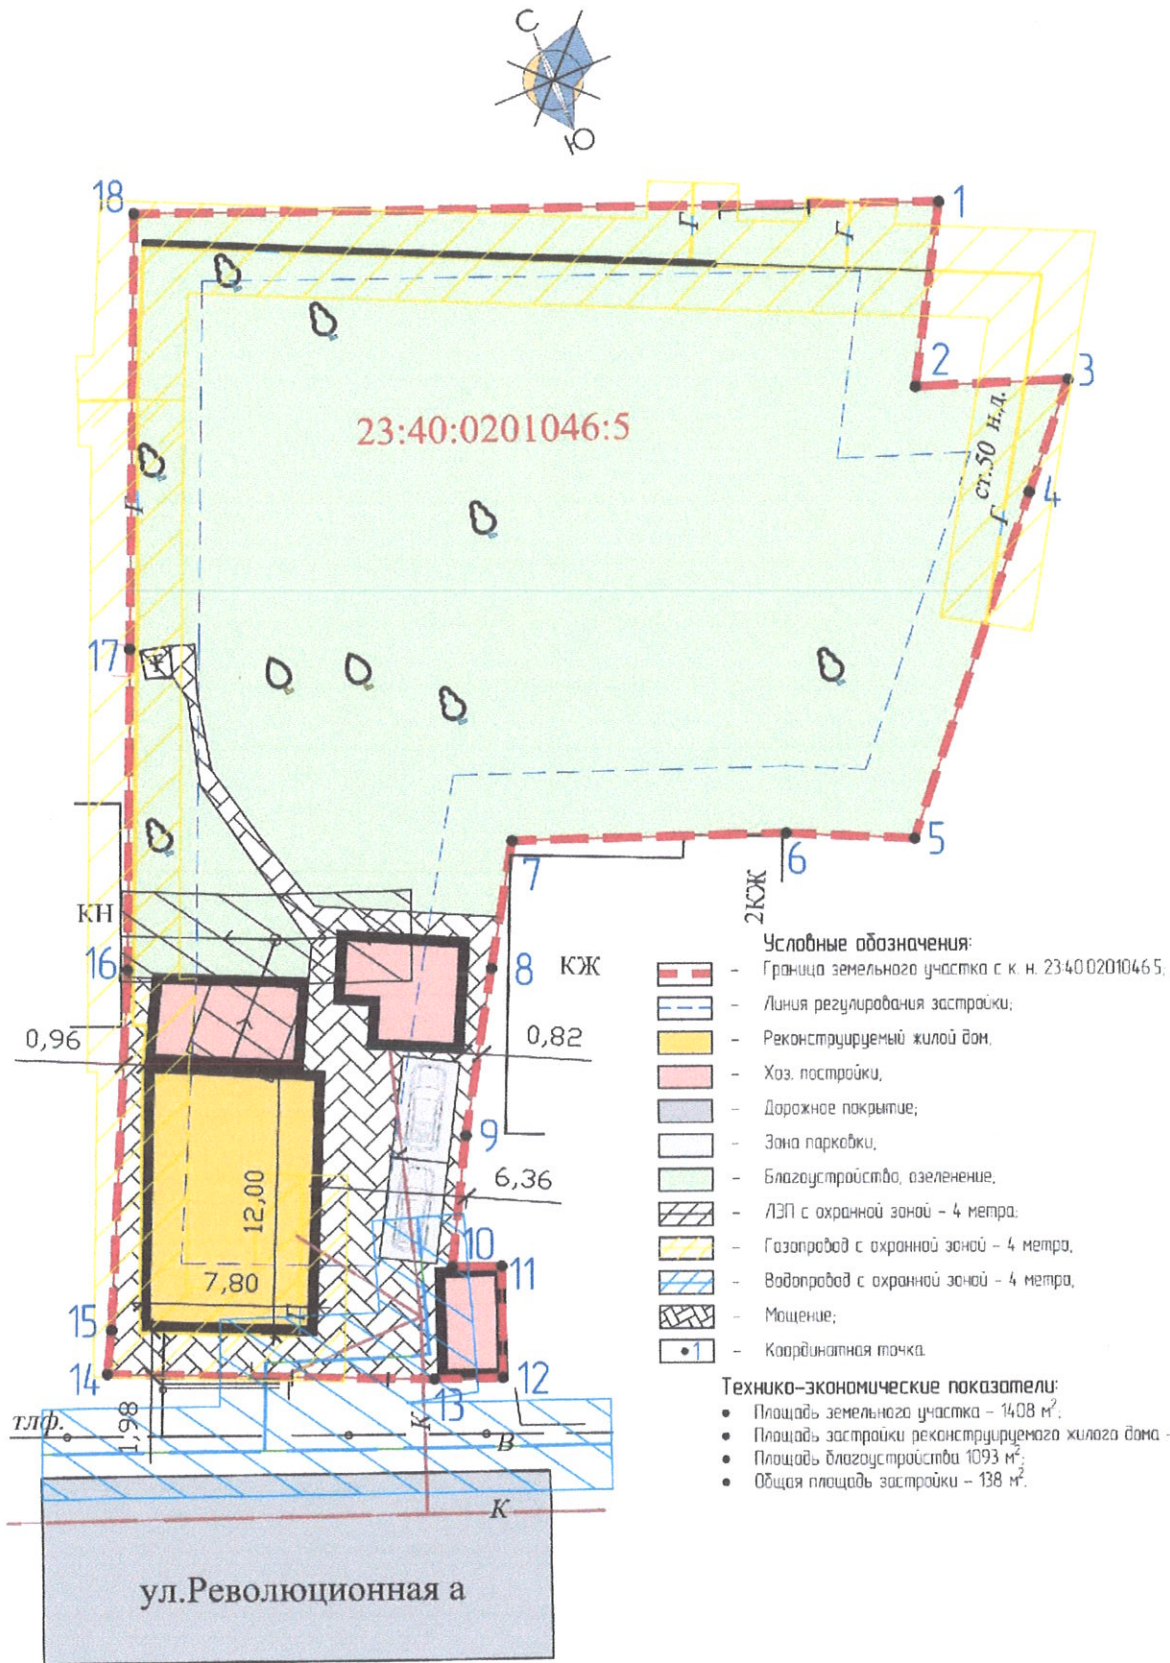 С
Ю
18
1
Г
Г
2
3
23:40:0201046:5
ст.50 н.д.
4
Г
Г
17
У
7
6
5
2КЖ
КН
16
8
КЖ
0,96
0,82
9
6,36
12,00
7,80
10
11
15
14
13
12
1,98
тлф.
К
В
К
ул.Революционная а
Условные обозначения:
– Граница земельного участка с к. н. 23:40:0201046:5;
– Линия регулирования застройки;
– Реконструируемый жилой дом,
– Хоз. постройки,
– Дорожное покрытие;
– Зона парковки,
– Благоустройство, озеленение,
– ЛЭП с охранной зоной – 4 метра;
– Газопровод с охранной зоной – 4 метра,
– Водопровод с охранной зоной – 4 метра,
– Мощение;
•1 – Координатная точка.
Технико-экономические показатели:
• Площадь земельного участка – 1408 м²;
• Площадь застройки реконструируемого жилого дома –
• Площадь благоустройства 1093 м²;
• Общая площадь застройки – 138 м².